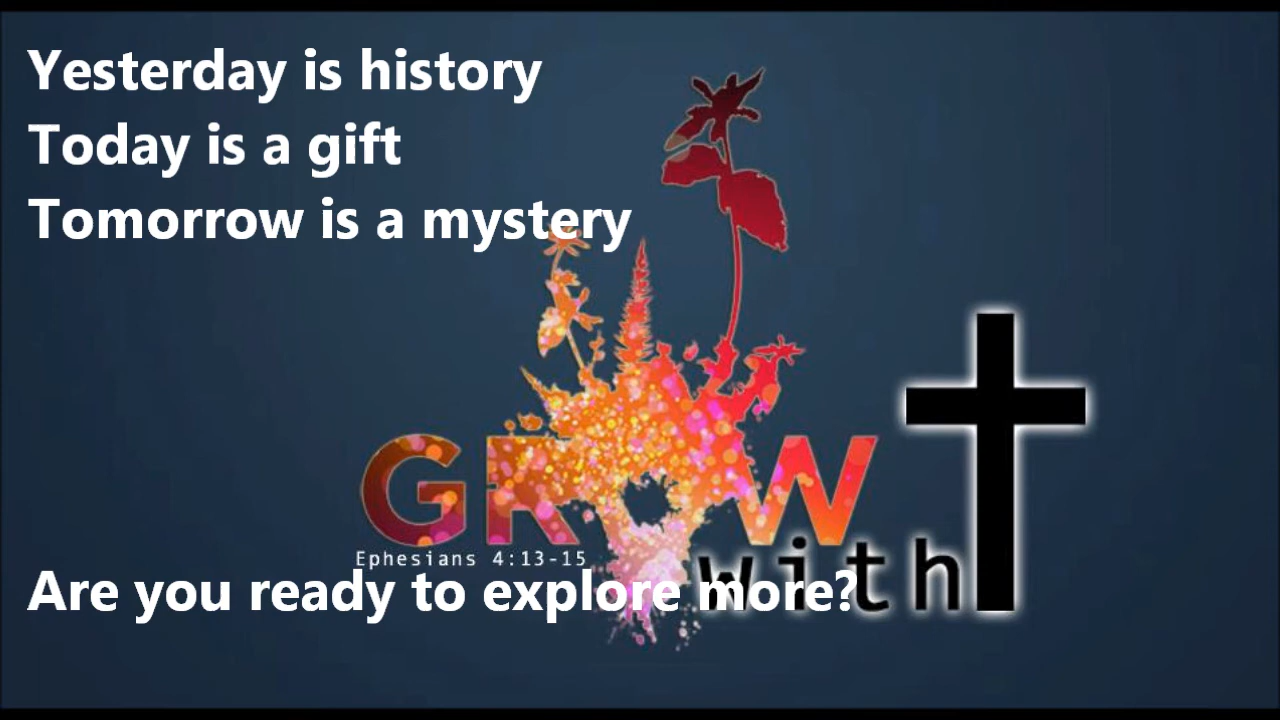 Yesterday is history
Today is a gift
Tomorrow is a mystery
GROW
Ephesians 4:13-15
with
Are you ready to explore more?